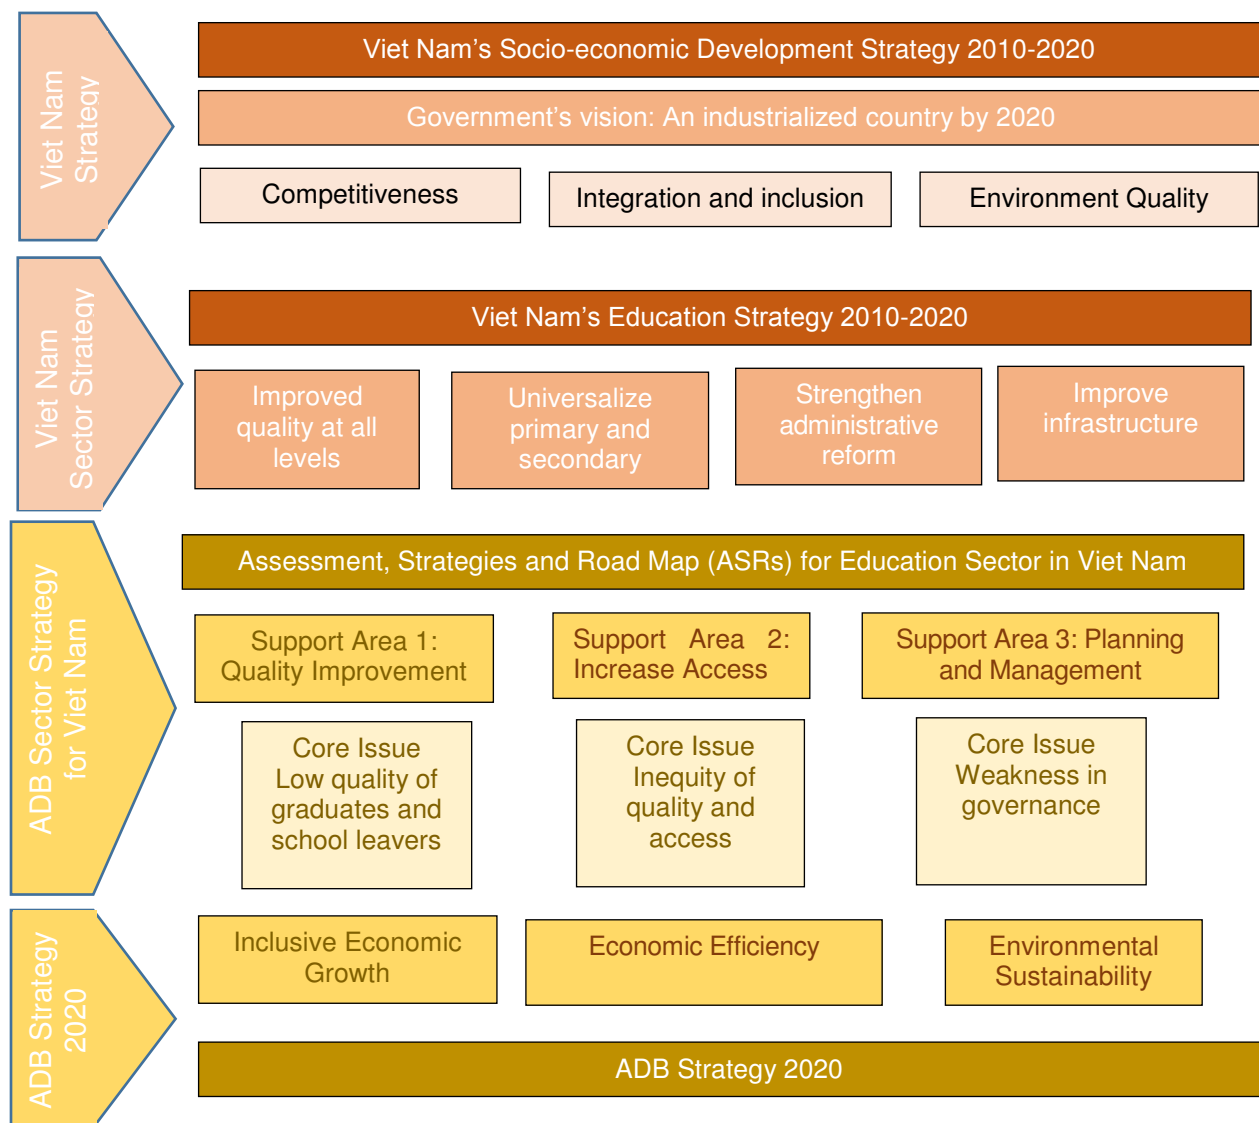 Viet Nam
Strategy
Viet Nam's Socio-economic Development Strategy 2010-2020
Government's vision: An industrialized country by 2020
Competitiveness
Integration and inclusion
Environment Quality
Viet Nam
Sector Strategy
Viet Nam's Education Strategy 2010-2020
Improved
quality at all
levels
Universalize
primary and
secondary
Strengthen
administrative
reform
Improve
infrastructure
ADB Sector Strategy
for Viet Nam
Assessment, Strategies and Road Map (ASRs) for Education Sector in Viet Nam
Support Area 1:
Quality Improvement
Support Area 2:
Increase Access
Support Area 3: Planning
and Management
Core Issue
Low quality of
graduates and
school leavers
Core Issue
Inequity of
quality and
access
Core Issue
Weakness in
governance
ADB Strategy
2020
Inclusive Economic
Growth
Economic Efficiency
Environmental
Sustainability
ADB Strategy 2020